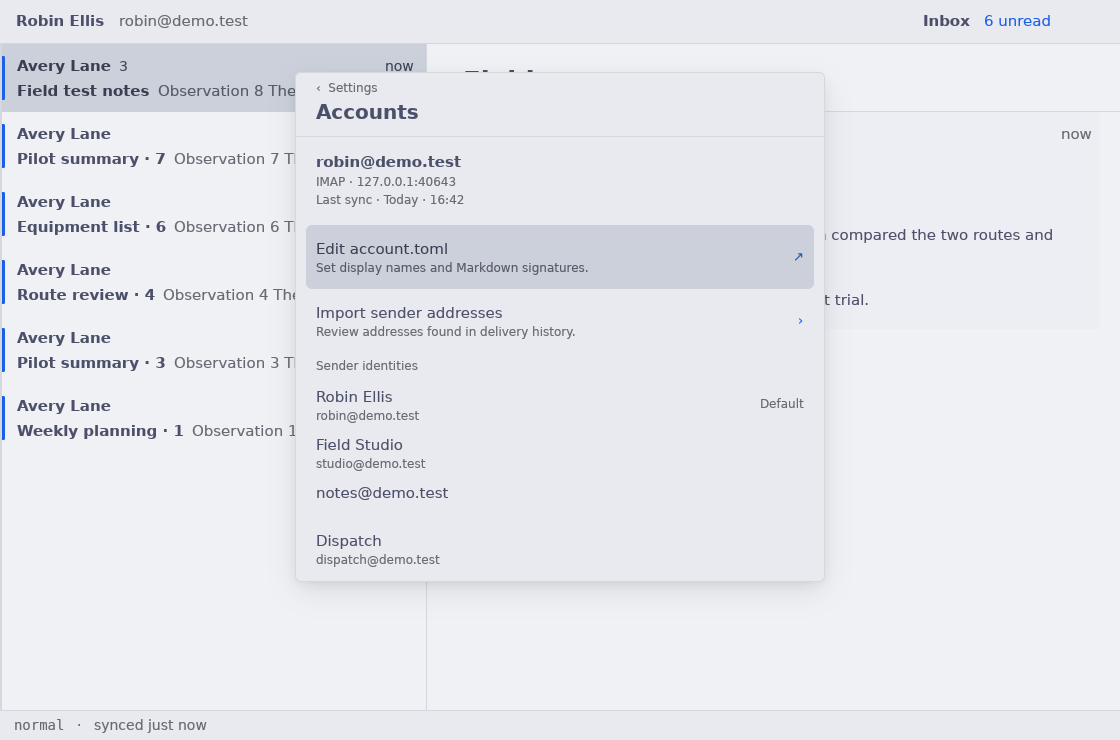 Robin Ellis robin@demo.test
Inbox 6 unread
Avery Lane 3 now
Field test notes Observation 8 The
Avery Lane
Pilot summary · 7 Observation 7
Avery Lane
Equipment list · 6 Observation 6
Avery Lane
Route review · 4 Observation 4 The
Avery Lane
Pilot summary · 3 Observation 3
Avery Lane
Weekly planning · 1 Observation 1
‹ Settings
Accounts
robin@demo.test
IMAP · 127.0.0.1:40643
Last sync · Today · 16:42
Edit account.toml
Set display names and Markdown signatures.
↗
Import sender addresses
Review addresses found in delivery history.
›
Sender identities
Robin Ellis
robin@demo.test
Default
Field Studio
studio@demo.test
notes@demo.test
Dispatch
dispatch@demo.test
now
compared the two routes and
trial.
normal · synced just now